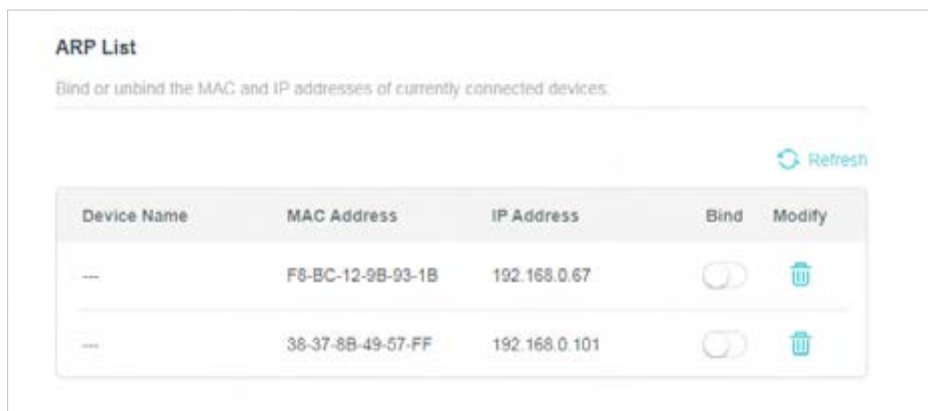 ARP List
Bind or unbind the MAC and IP addresses of currently connected devices.
Refresh
Device Name MAC Address IP Address Bind Modify
--- F8-BC-12-9B-93-1B 192.168.0.67
--- 38-37-8B-49-57-FF 192.168.0.101